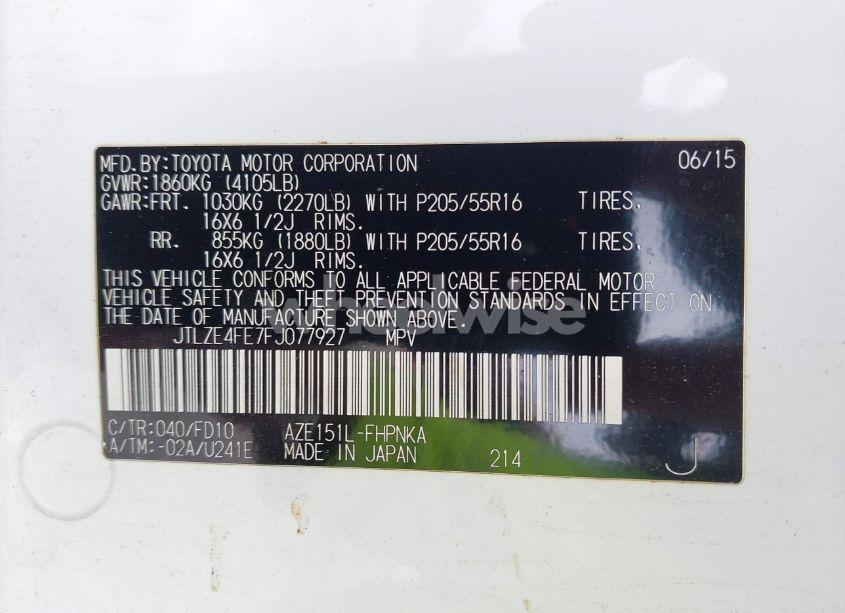 MFD.BY:TOYOTA MOTOR CORPORATION 06/15
GVWR:1860KG (4105LB)
GAWR:FRT. 1030KG (2270LB) WITH P205/55R16 TIRES,
16X6 1/2J RIMS.
RR. 855KG (1880LB) WITH P205/55R16 TIRES,
16X6 1/2J RIMS.
THIS VEHICLE CONFORMS TO ALL APPLICABLE FEDERAL MOTOR
VEHICLE SAFETY AND THEFT PREVENTION STANDARDS IN EFFECT ON
THE DATE OF MANUFACTURE SHOWN ABOVE.
JTLZE4FE7FJ077927 MPV
C/TR:040/FD10 AZE151L-FHPNKA
A/TM:-02A/U241E MADE IN JAPAN 214 J